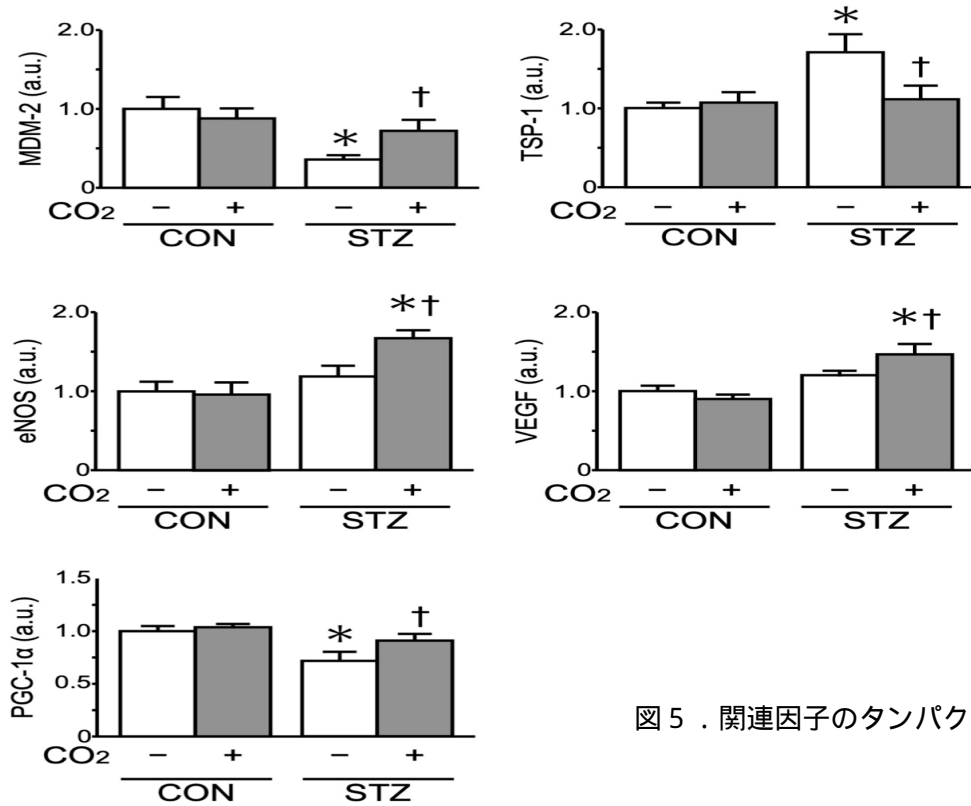 MDM-2 (a.u.)
2.0
1.0
0
*
†
CO2 − + − +
CON STZ
TSP-1 (a.u.)
2.0
1.0
0
*
†
CO2 − + − +
CON STZ
eNOS (a.u.)
2.0
1.0
0
*†
CO2 − + − +
CON STZ
VEGF (a.u.)
2.0
1.0
0
*†
CO2 − + − +
CON STZ
PGC-1α (a.u.)
1.5
1.0
0.5
0
*
†
CO2 − + − +
CON STZ
図5．関連因子のタンパク